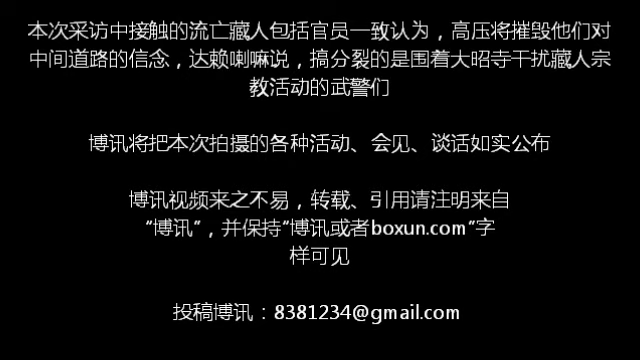 本次采访中接触的流亡藏人包括官员一致认为，高压将摧毁他们对
中间道路的信念，达赖喇嘛说，搞分裂的是围着大昭寺干扰藏人宗
教活动的武警们
博讯将把本次拍摄的各种活动、会见、谈话如实公布
博讯视频来之不易，转载、引用请注明来自
“博讯”，并保持“博讯或者boxun.com”字
样可见
投稿博讯：8381234@gmail.com